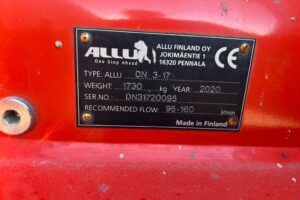 ALLU
One Step Ahead
ALLU FINLAND OY
JOKIMÄENTIE 1
16320 PENNALA
CE
TYPE: ALLU DN 3-17
WEIGHT: 1730 kg YEAR: 2020
SER.NO: DN31720095
RECOMMENDED FLOW: 95-160 l/min
Made in Finland